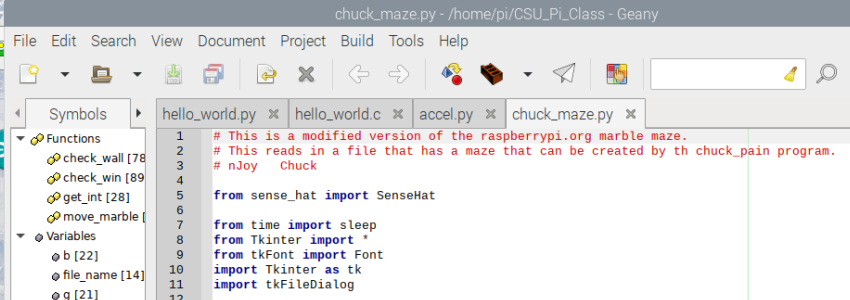 chuck_maze.py - /home/pi/CSU_Pi_Class - Geany
File Edit Search View Document Project Build Tools Help
Symbols
hello_world.py hello_world.c accel.py chuck_maze.py
Functions
check_wall [78
check_win [89
get_int [28]
move_marble [
Variables
b [22]
file_name [14]
g [21]
1 # This is a modified version of the raspberrypi.org marble maze.
2 # This reads in a file that has a maze that can be created by th chuck_pain program.
3 # nJoy   Chuck
4
5 from sense_hat import SenseHat
6
7 from time import sleep
8 from Tkinter import *
9 from tkFont import Font
10 import Tkinter as tk
11 import tkFileDialog
12